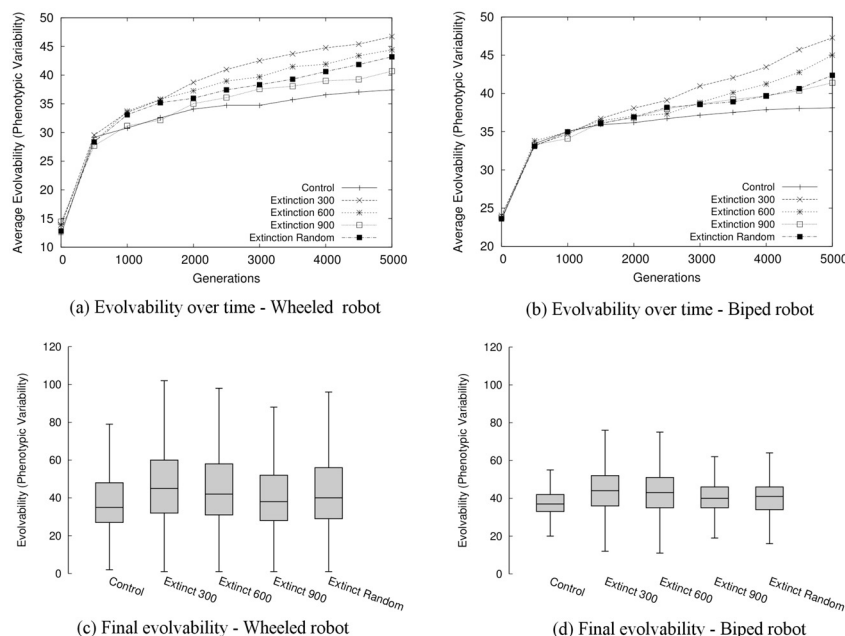 (a)
(b)
Average Evolvability (Phenotypic Variability)
50
45
40
35
30
25
20
15
10
Control
Extinction 300
Extinction 600
Extinction 900
Extinction Random
0
1000
2000
3000
4000
5000
Generations
Average Evolvability (Phenotypic Variability)
50
45
40
35
30
25
20
Control
Extinction 300
Extinction 600
Extinction 900
Extinction Random
0
1000
2000
3000
4000
5000
Generations
(a) Evolvability over time - Wheeled robot
(b) Evolvability over time - Biped robot
(c)
(d)
Evolvability (Phenotypic Variability)
120
100
80
60
40
20
0
Control
Extinct 300
Extinct 600
Extinct 900
Extinct Random
Evolvability (Phenotypic Variability)
120
100
80
60
40
20
0
Control
Extinct 300
Extinct 600
Extinct 900
Extinct Random
(c) Final evolvability - Wheeled robot
(d) Final evolvability - Biped robot